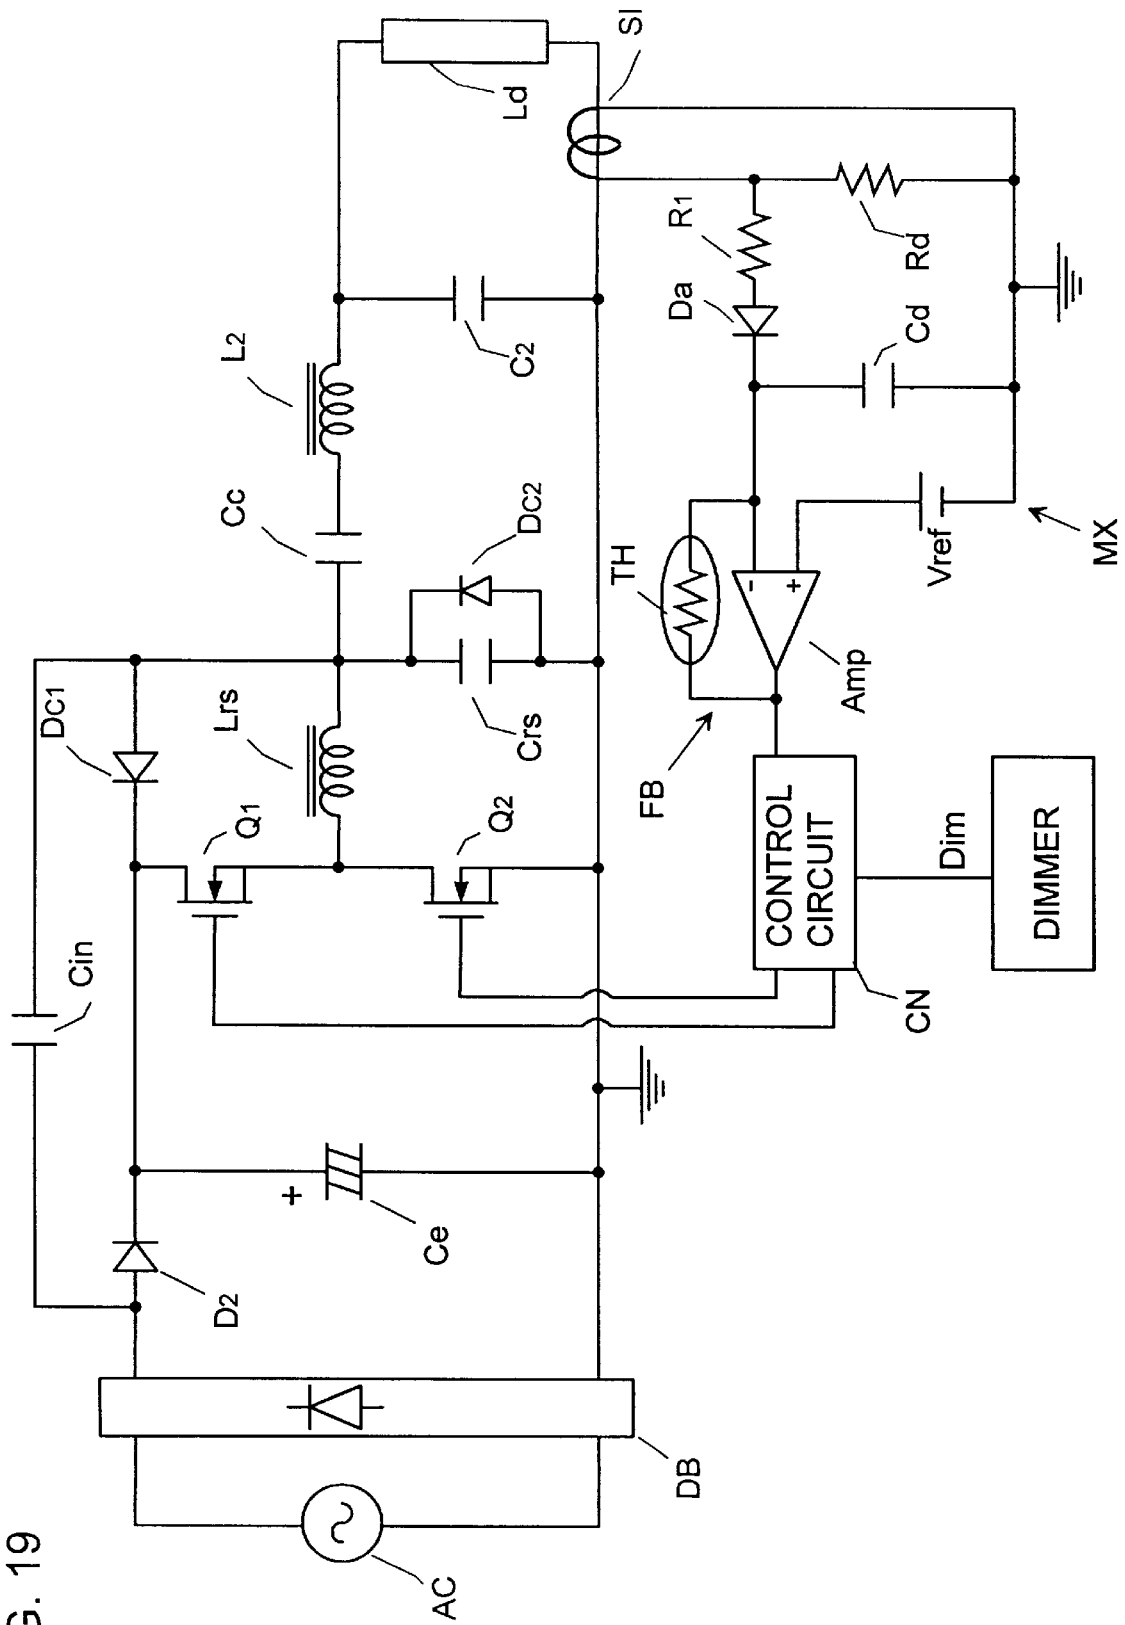 G. 19
AC
DB
D2
Cin
Ce
+
DC1
Q1
Q2
Lrs
Crs
DC2
Cc
L2
C2
Ld
SI
R1
Rd
Da
Cd
TH
FB
-
+
Amp
Vref
MX
CONTROL
CIRCUIT
CN
Dim
DIMMER